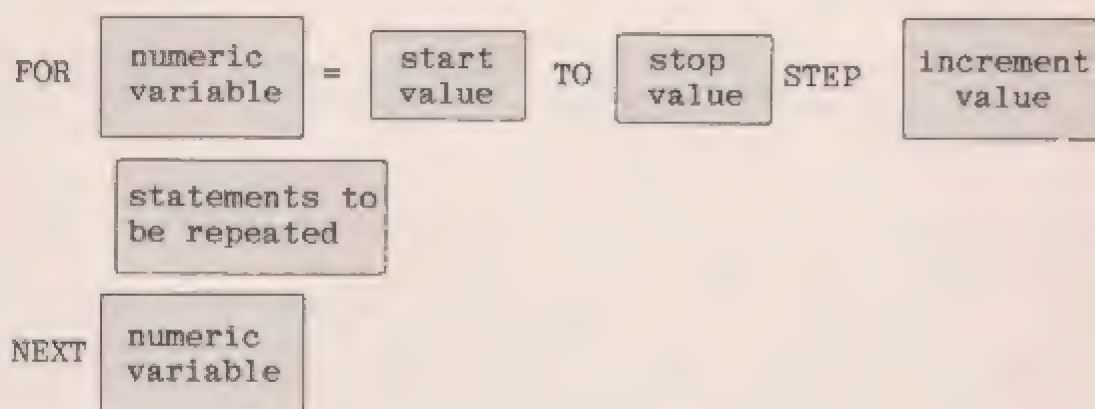 FOR numeric variable = start value TO stop value STEP increment value
statements to
be repeated
NEXT numeric variable